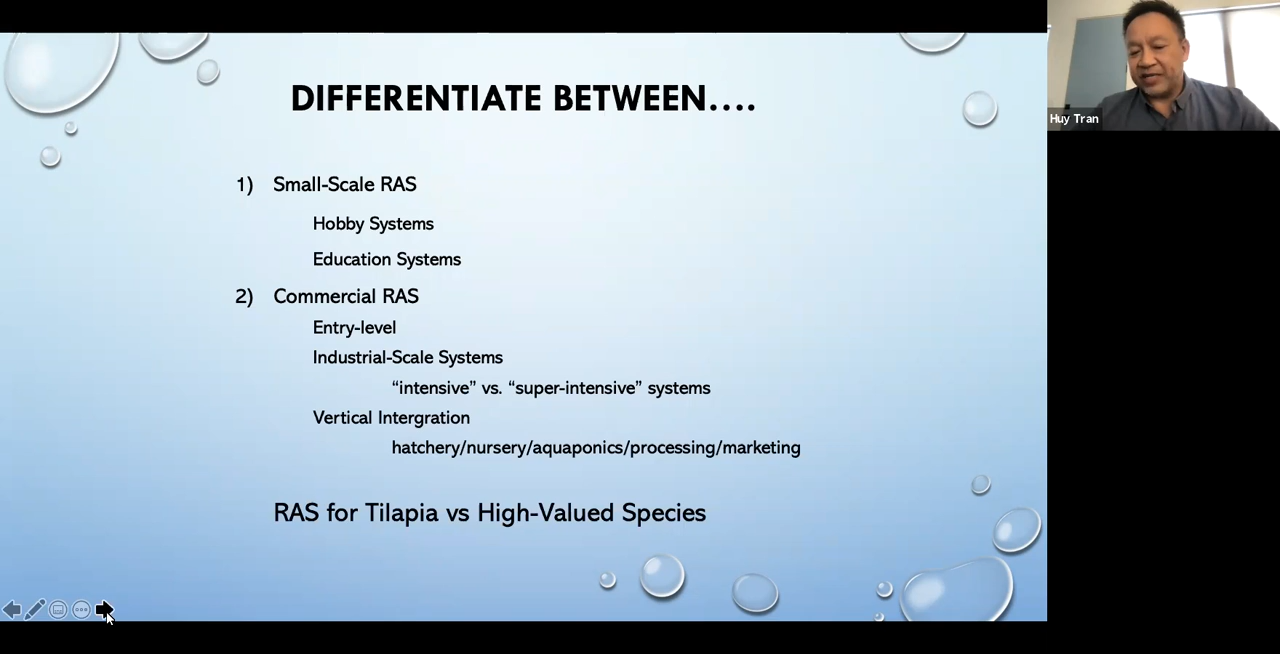 DIFFERENTIATE BETWEEN....
1) Small-Scale RAS
Hobby Systems
Education Systems
2) Commercial RAS
Entry-level
Industrial-Scale Systems
“intensive” vs. “super-intensive” systems
Vertical Intergration
hatchery/nursery/aquaponics/processing/marketing
RAS for Tilapia vs High-Valued Species
Huy Tran